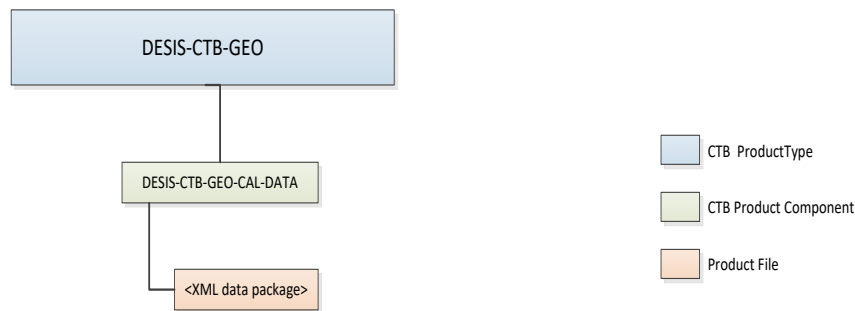 DESIS-CTB-GEO
DESIS-CTB-GEO-CAL-DATA
<XML data package>
CTB ProductType
CTB Product Component
Product File